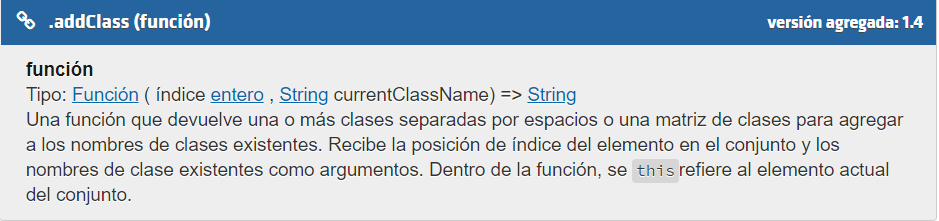 .addClass (función) versión agregada: 1.4
función
Tipo: Función ( índice entero , String currentClassName) => String
Una función que devuelve una o más clases separadas por espacios o una matriz de clases para agregar
a los nombres de clases existentes. Recibe la posición de índice del elemento en el conjunto y los
nombres de clase existentes como argumentos. Dentro de la función, se this refiere al elemento actual
del conjunto.